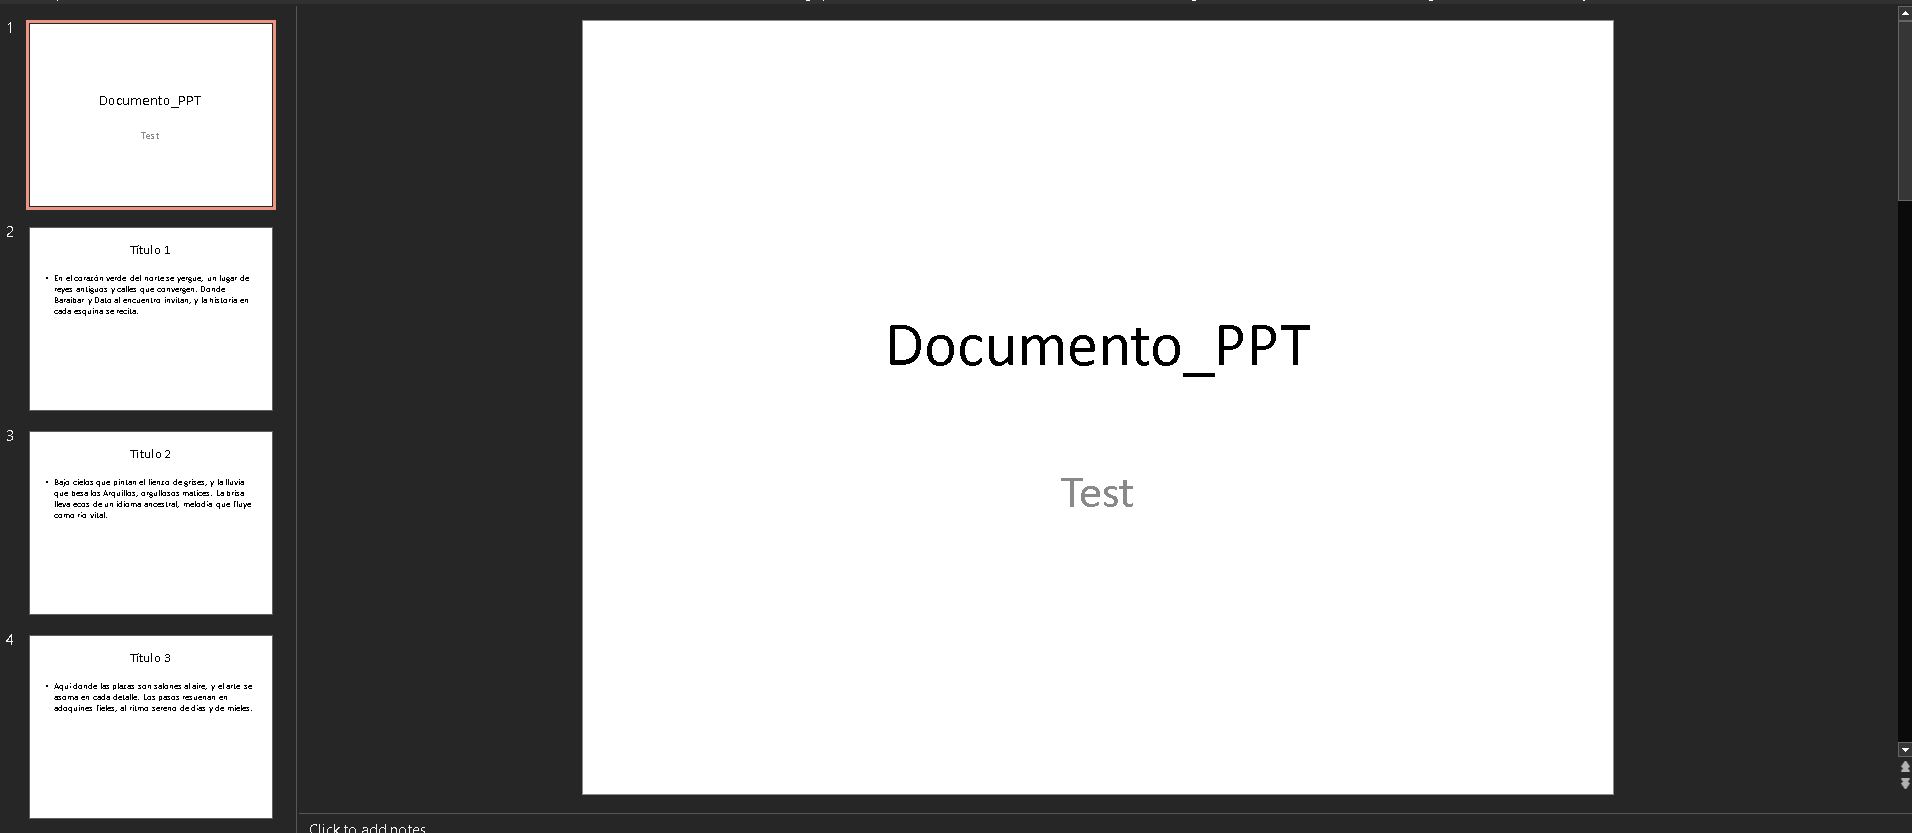 1
Documento_PPT
Test
2
Título 1
• En el corazón verde del norte se yergue, un lugar de
reyes antiguos y calles que convergen. Donde
Baraibar y Dato al encuentro invitan, y la historia en
cada esquina se recita.
3
Título 2
• Bajo cielos que pintan el lienzo de grises, y la lluvia
que besa los Arquillos, orgullosos matices. La brisa
lleva ecos de un idioma ancestral, melodía que fluye
como río vital.
4
Título 3
• Aquí donde las plazas son salones al aire, y el arte se
asoma en cada detalle. Los pasos resuenan en
adoquines fieles, al ritmo sereno de días y de mieles.
Documento_PPT
Test
Click to add notes